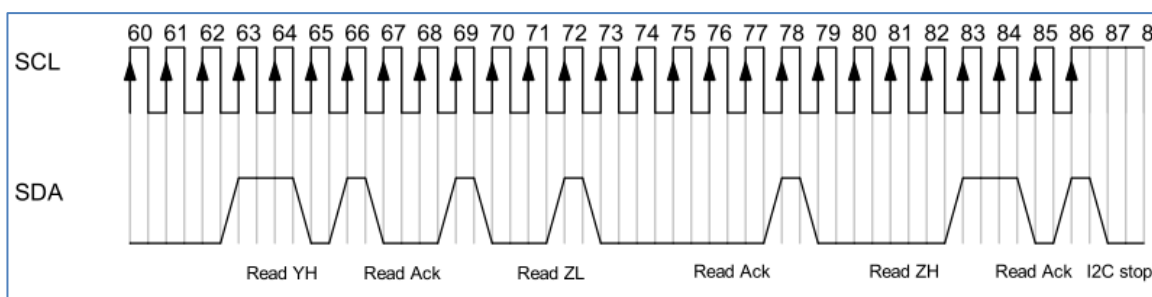 60 61 62 63 64 65 66 67 68 69 70 71 72 73 74 75 76 77 78 79 80 81 82 83 84 85 86 87 8
SCL
SDA
Read YH Read Ack Read ZL Read Ack Read ZH Read Ack I2C stop